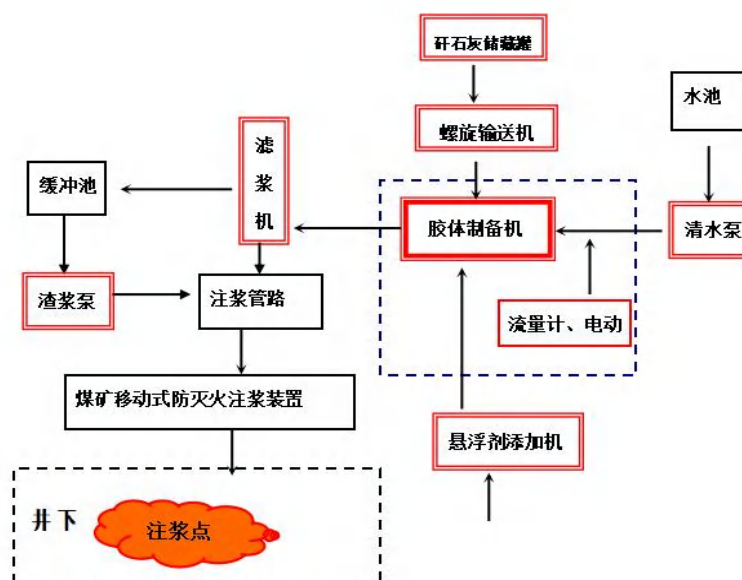 矸石灰储藏罐
螺旋输送机
水池
滤浆机
缓冲池
胶体制备机
清水泵
渣浆泵
注浆管路
流量计、电动
煤矿移动式防灭火注浆装置
悬浮剂添加机
井下
注浆点